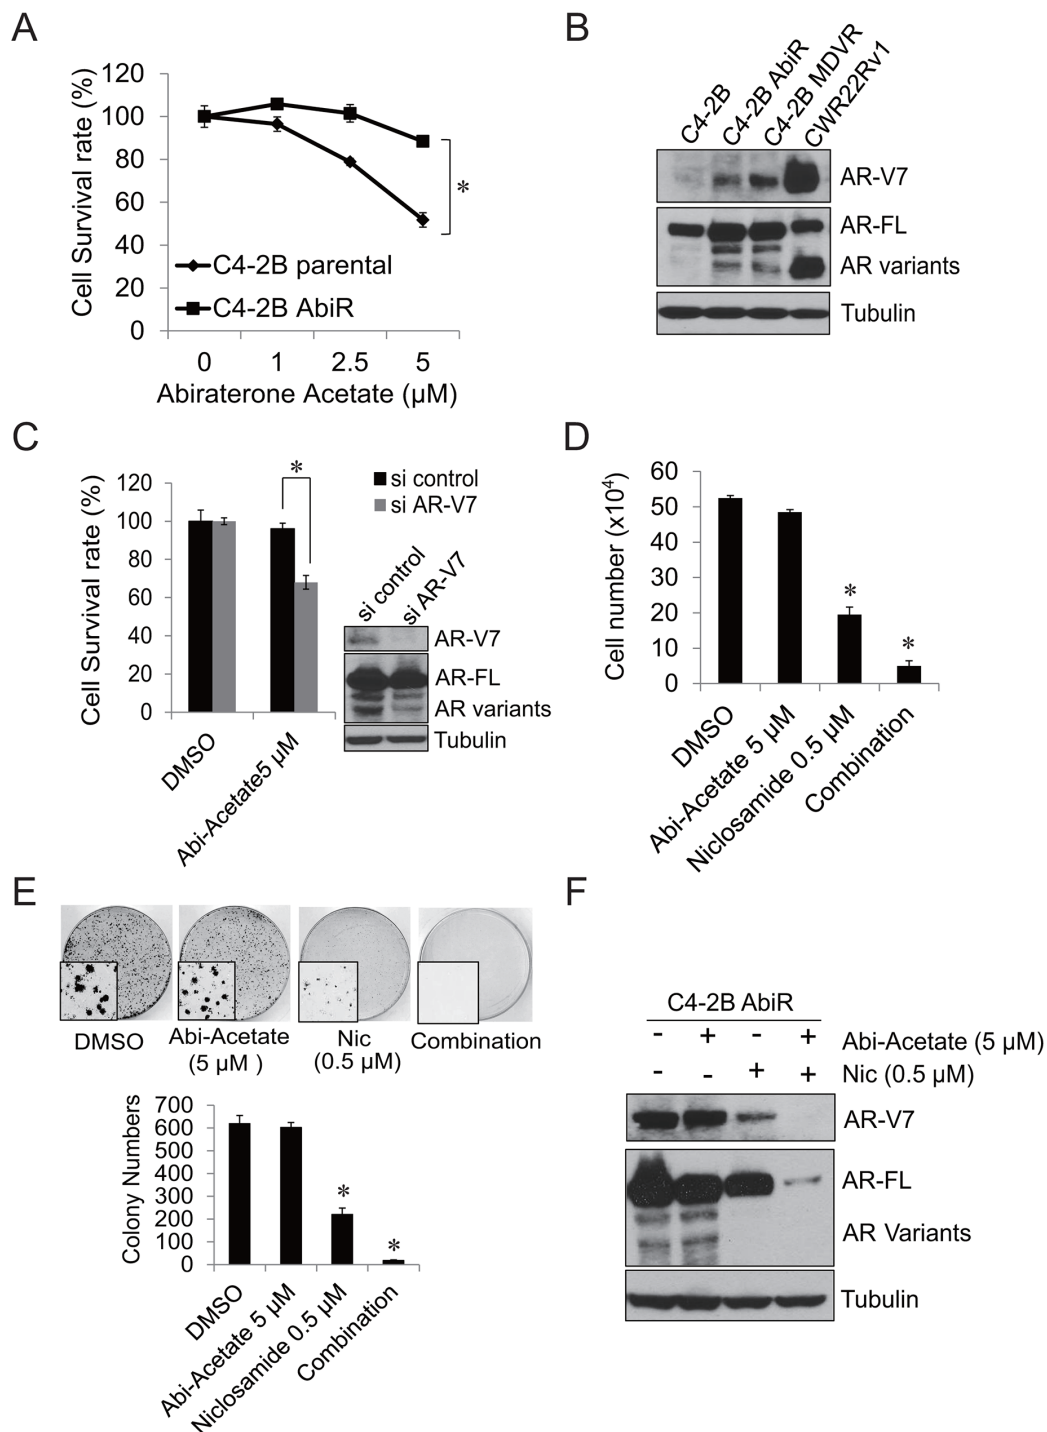 A
Cell Survival rate (%)
120
100
80
60
40
20
0
*
C4-2B parental
C4-2B AbiR
0 1 2.5 5
Abiraterone Acetate (µM)
B
C4-2B
C4-2B AbiR
C4-2B MDVR
CWR22Rv1
AR-V7
AR-FL
AR variants
Tubulin
C
Cell Survival rate (%)
120
100
80
60
40
20
0
*
si control
si AR-V7
DMSO
Abi-Acetate5 µM
si control
si AR-V7
AR-V7
AR-FL
AR variants
Tubulin
D
Cell number (x10⁴)
60
50
40
30
20
10
0
*
*
DMSO
Abi-Acetate 5 µM
Niclosamide 0.5 µM
Combination
E
DMSO
Abi-Acetate
(5 µM )
Nic
(0.5 µM)
Combination
Colony Numbers
700
600
500
400
300
200
100
0
*
*
DMSO
Abi-Acetate 5 µM
Niclosamide 0.5 µM
Combination
F
C4-2B AbiR
- + - + Abi-Acetate (5 µM)
- - + + Nic (0.5 µM)
AR-V7
AR-FL
AR Variants
Tubulin